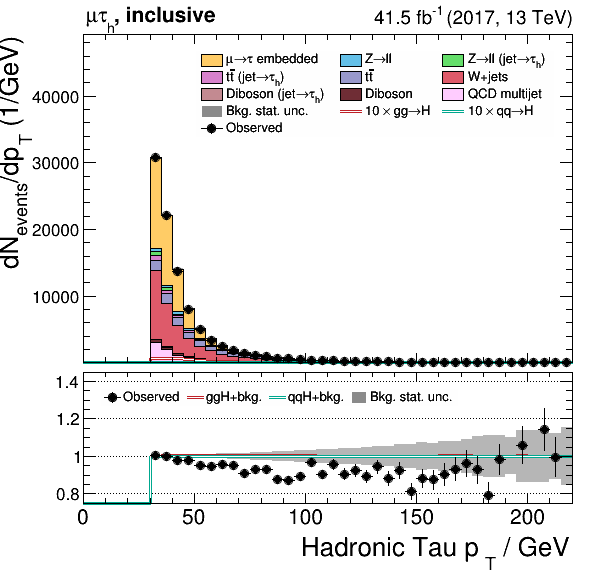 μτh, inclusive 41.5 fb-1 (2017, 13 TeV)
μ→τ embedded Z→ll Z→ll (jet→τh)
tt̄ (jet→τh) tt̄ W+jets
Diboson (jet→τh) Diboson QCD multijet
Bkg. stat. unc. 10 × gg→H 10 × qq→H
Observed
dNevents/dpT (1/GeV)
40000
30000
20000
10000
1.4
1.2
1
0.8
Observed ggH+bkg. qqH+bkg. Bkg. stat. unc.
0 50 100 150 200
Hadronic Tau pT / GeV